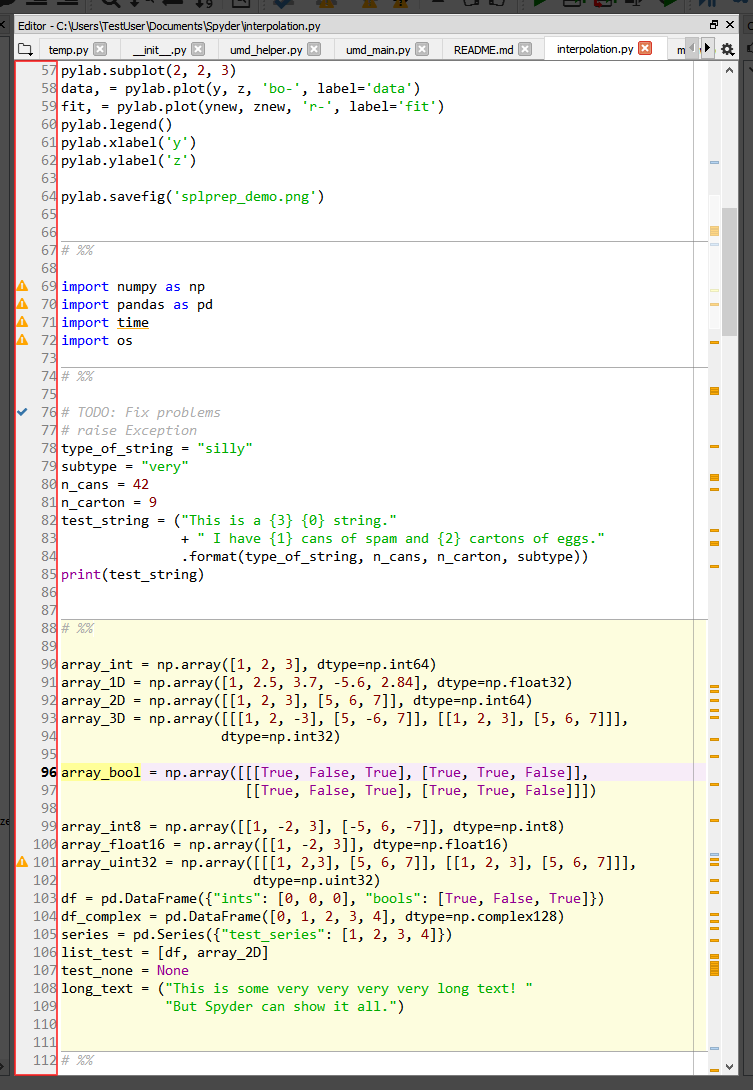 Editor - C:\Users\TestUser\Documents\Spyder\interpolation.py
temp.py __init__.py umd_helper.py umd_main.py README.md interpolation.py m
57 pylab.subplot(2, 2, 3)
58 data, = pylab.plot(y, z, 'bo-', label='data')
59 fit, = pylab.plot(ynew, znew, 'r-', label='fit')
60 pylab.legend()
61 pylab.xlabel('y')
62 pylab.ylabel('z')
63
64 pylab.savefig('splprep_demo.png')
65
66
67 # %%
68
69 import numpy as np
70 import pandas as pd
71 import time
72 import os
73
74 # %%
75
76 # TODO: Fix problems
77 # raise Exception
78 type_of_string = "silly"
79 subtype = "very"
80 n_cans = 42
81 n_carton = 9
82 test_string = ("This is a {3} {0} string."
83                + " I have {1} cans of spam and {2} cartons of eggs."
84                .format(type_of_string, n_cans, n_carton, subtype))
85 print(test_string)
86
87
88 # %%
89
90 array_int = np.array([1, 2, 3], dtype=np.int64)
91 array_1D = np.array([1, 2.5, 3.7, -5.6, 2.84], dtype=np.float32)
92 array_2D = np.array([[1, 2, 3], [5, 6, 7]], dtype=np.int64)
93 array_3D = np.array([[[1, 2, -3], [5, -6, 7]], [[1, 2, 3], [5, 6, 7]]],
94                     dtype=np.int32)
95
96 array_bool = np.array([[[True, False, True], [True, True, False]],
97                        [[True, False, True], [True, True, False]]])
98
99 array_int8 = np.array([[1, -2, 3], [-5, 6, -7]], dtype=np.int8)
100 array_float16 = np.array([[1, -2, 3]], dtype=np.float16)
101 array_uint32 = np.array([[[1, 2,3], [5, 6, 7]], [[1, 2, 3], [5, 6, 7]]],
102                         dtype=np.uint32)
103 df = pd.DataFrame({"ints": [0, 0, 0], "bools": [True, False, True]})
104 df_complex = pd.DataFrame([0, 1, 2, 3, 4], dtype=np.complex128)
105 series = pd.Series({"test_series": [1, 2, 3, 4]})
106 list_test = [df, array_2D]
107 test_none = None
108 long_text = ("This is some very very very very long text! "
109              "But Spyder can show it all.")
110
111
112 # %%